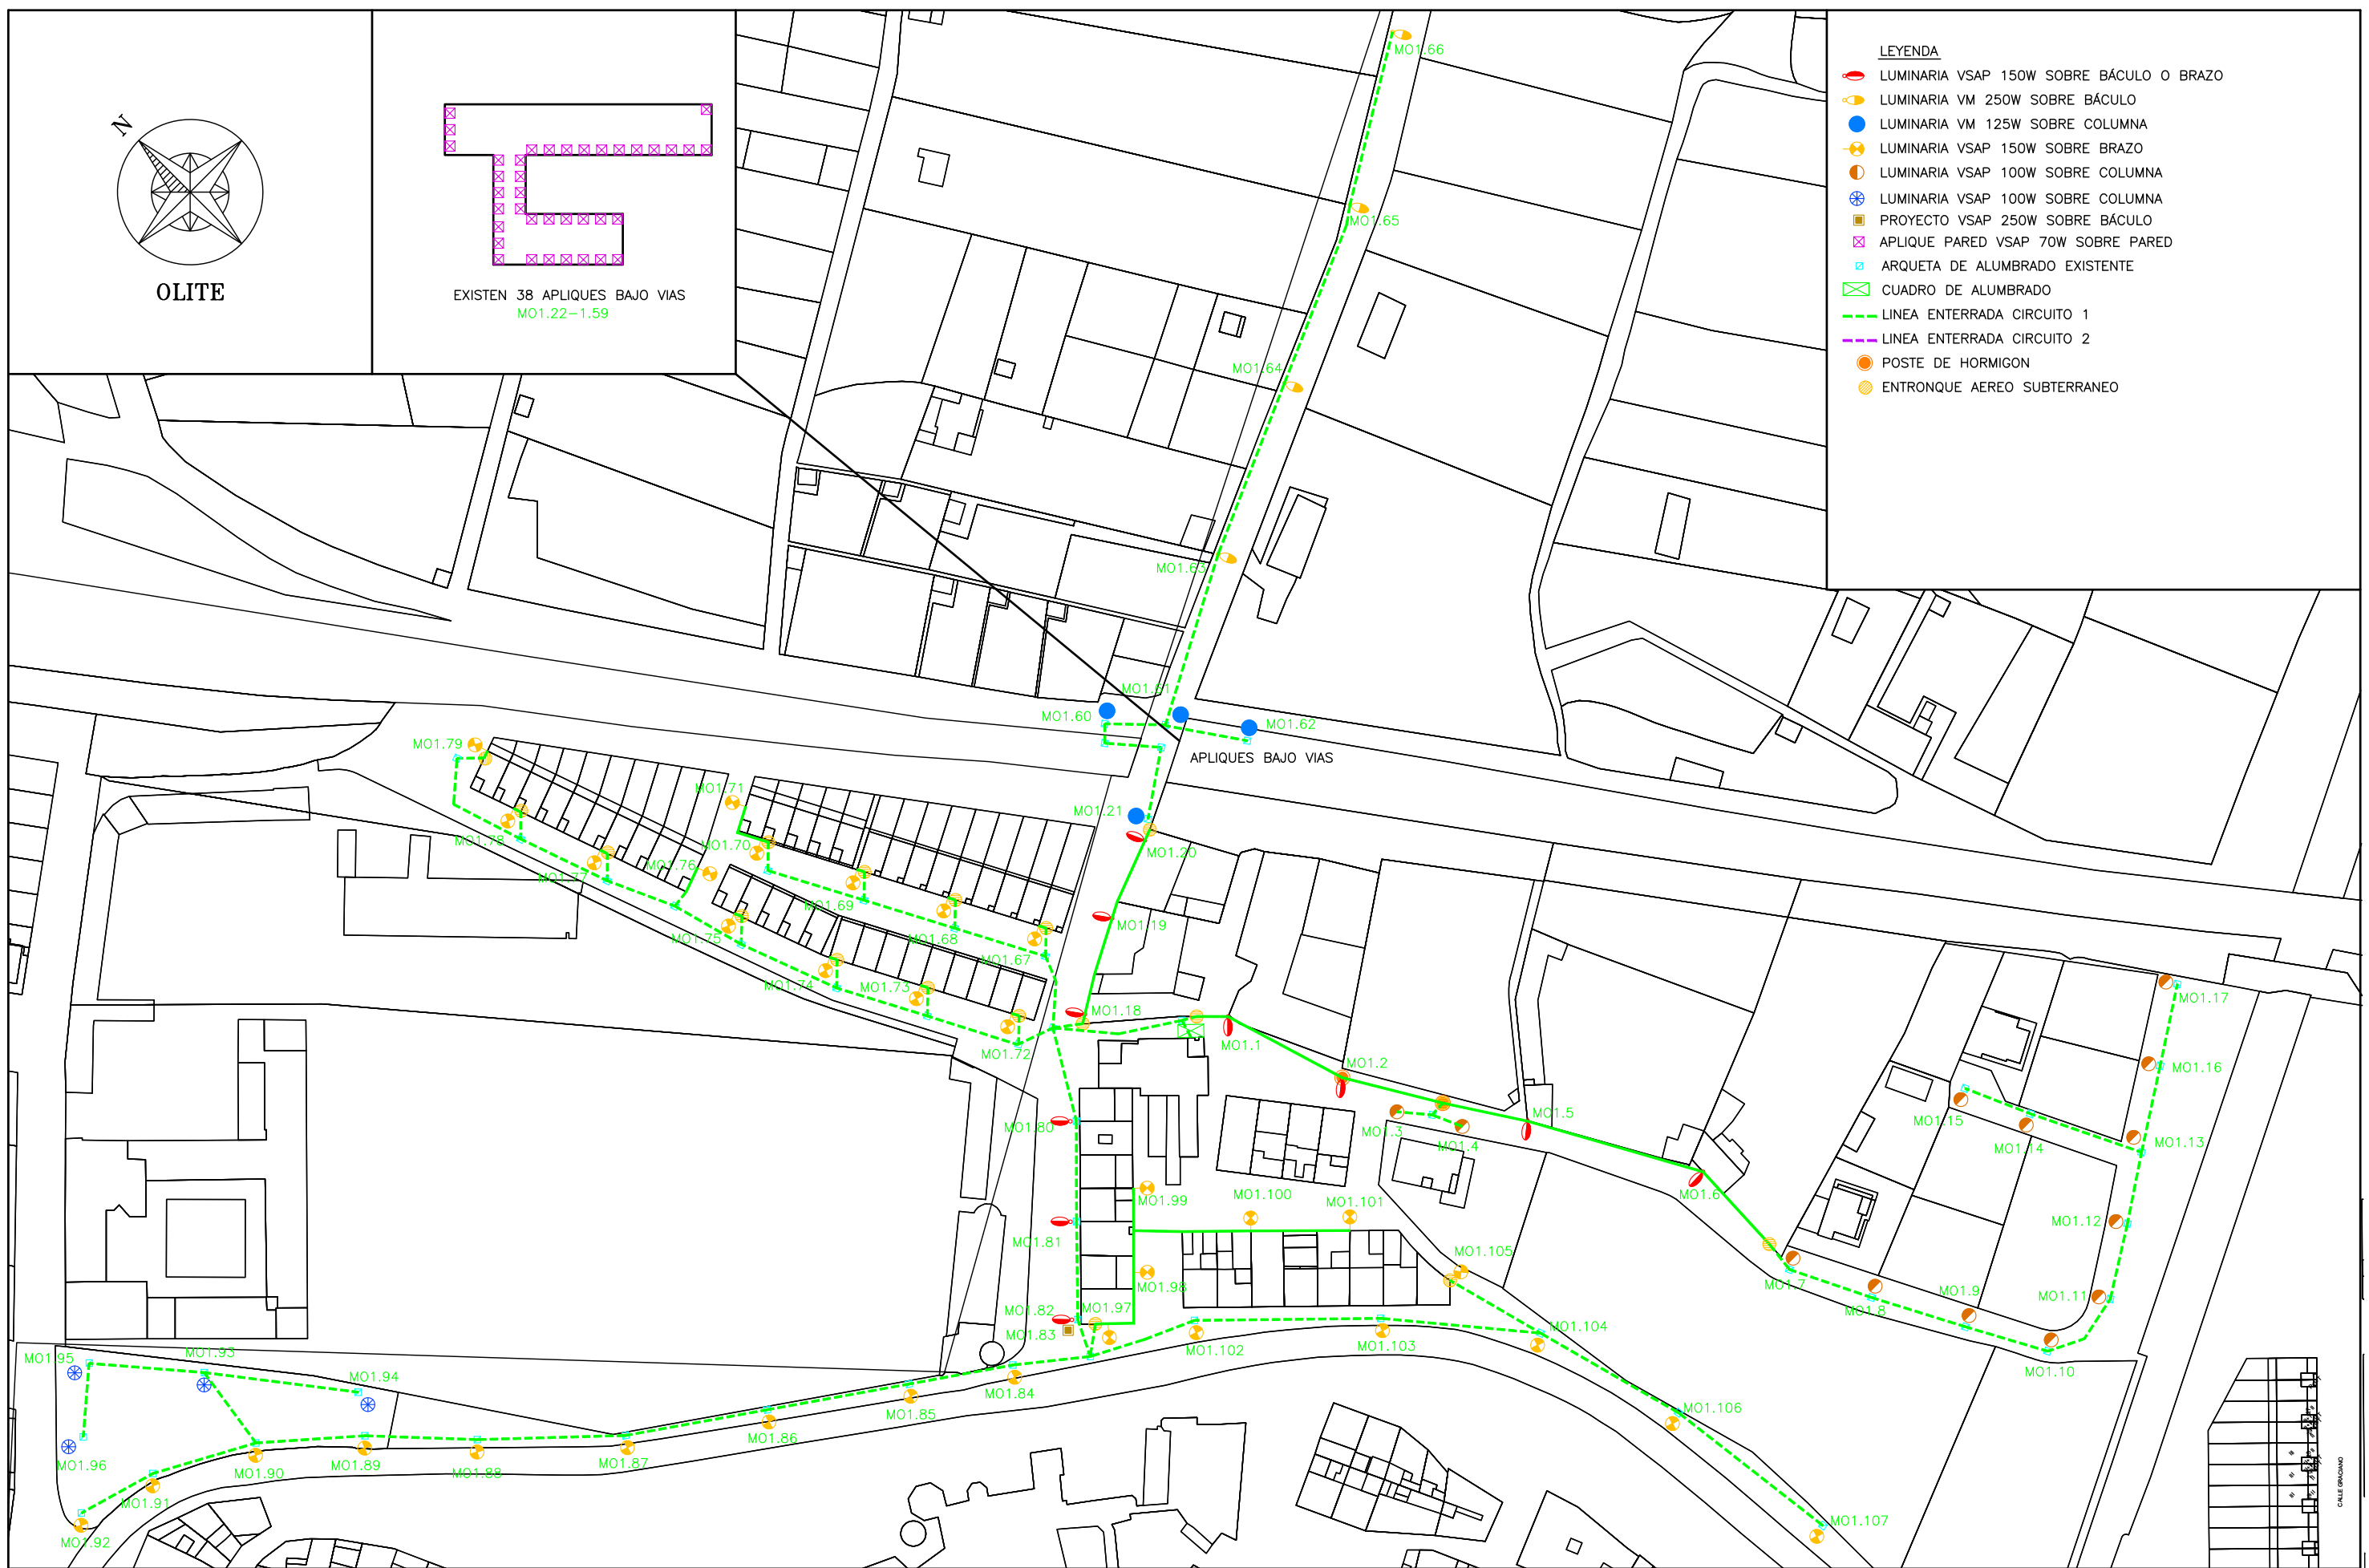 N
OLITE
EXISTEN 38 APLIQUES BAJO VIAS
MO1.22-1.59
LEYENDA
LUMINARIA VSAP 150W SOBRE BÁCULO O BRAZO
LUMINARIA VM 250W SOBRE BÁCULO
LUMINARIA VM 125W SOBRE COLUMNA
LUMINARIA VSAP 150W SOBRE BRAZO
LUMINARIA VSAP 100W SOBRE COLUMNA
LUMINARIA VSAP 100W SOBRE COLUMNA
PROYECTO VSAP 250W SOBRE BÁCULO
APLIQUE PARED VSAP 70W SOBRE PARED
ARQUETA DE ALUMBRADO EXISTENTE
CUADRO DE ALUMBRADO
LINEA ENTERRADA CIRCUITO 1
LINEA ENTERRADA CIRCUITO 2
POSTE DE HORMIGON
ENTRONQUE AEREO SUBTERRANEO
MO1.66
MO1.65
MO1.64
MO1.63
MO1.61
MO1.60
MO1.62
APLIQUES BAJO VIAS
MO1.79
MO1.71
MO1.21
MO1.20
MO1.78
MO1.70
MO1.76
MO1.77
MO1.69
MO1.19
MO1.75
MO1.68
MO1.67
MO1.74
MO1.73
MO1.18
MO1.72
MO1.1
MO1.2
MO1.17
MO1.16
MO1.15
MO1.14
MO1.13
MO1.5
MO1.3
MO1.4
MO1.80
MO1.6
MO1.99
MO1.100
MO1.101
MO1.12
MO1.81
MO1.105
MO1.98
MO1.7
MO1.8
MO1.9
MO1.11
MO1.82
MO1.97
MO1.83
MO1.102
MO1.103
MO1.104
MO1.10
MO1.95
MO1.93
MO1.94
MO1.84
MO1.85
MO1.86
MO1.106
MO1.96
MO1.90
MO1.89
MO1.88
MO1.87
MO1.91
MO1.92
MO1.107
CALLE GRACIANO